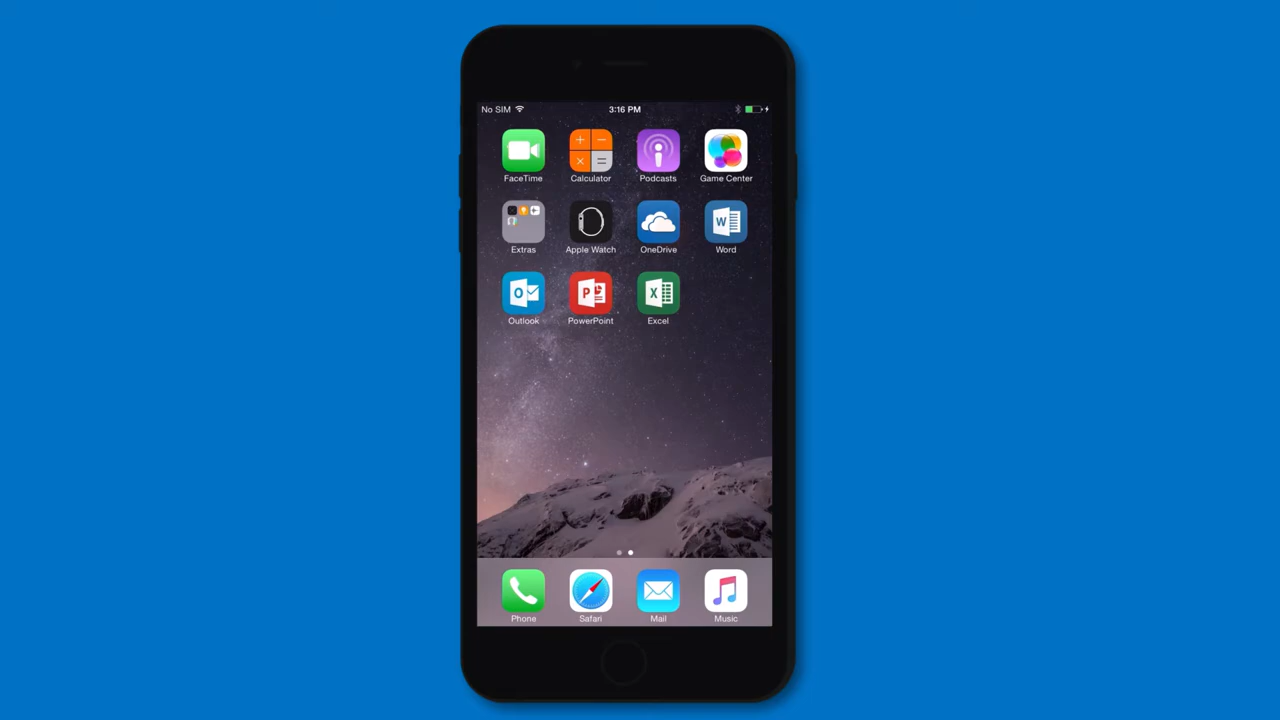 No SIM 3:16 PM
FaceTime Calculator Podcasts Game Center
Extras Apple Watch OneDrive Word
Outlook PowerPoint Excel
Phone Safari Mail Music